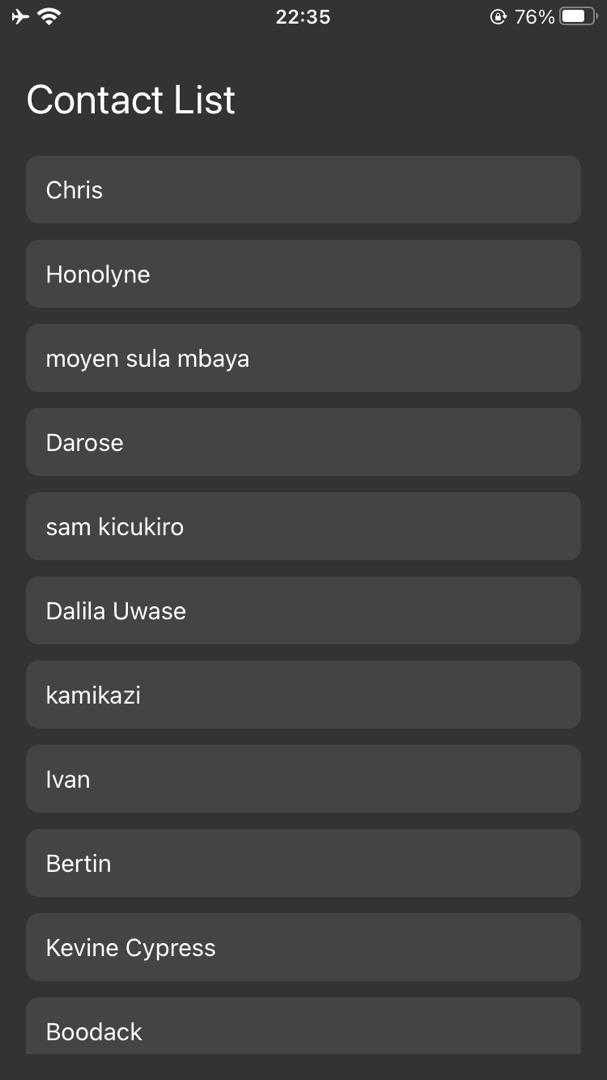 22:35
76%
Contact List
Chris
Honolyne
moyen sula mbaya
Darose
sam kicukiro
Dalila Uwase
kamikazi
Ivan
Bertin
Kevine Cypress
Boodack